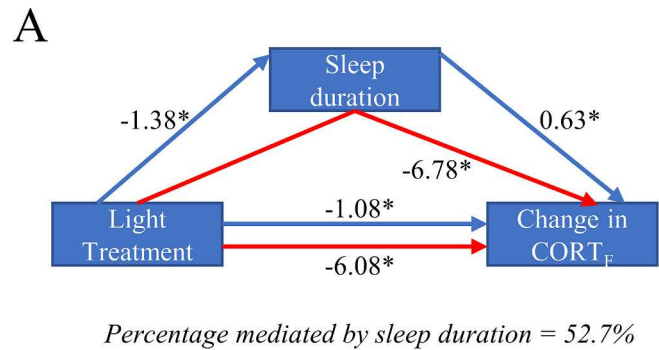 A
Sleep
duration
-1.38*
0.63*
-6.78*
Light
Treatment
-1.08*
-6.08*
Change in
CORTF
Percentage mediated by sleep duration = 52.7%